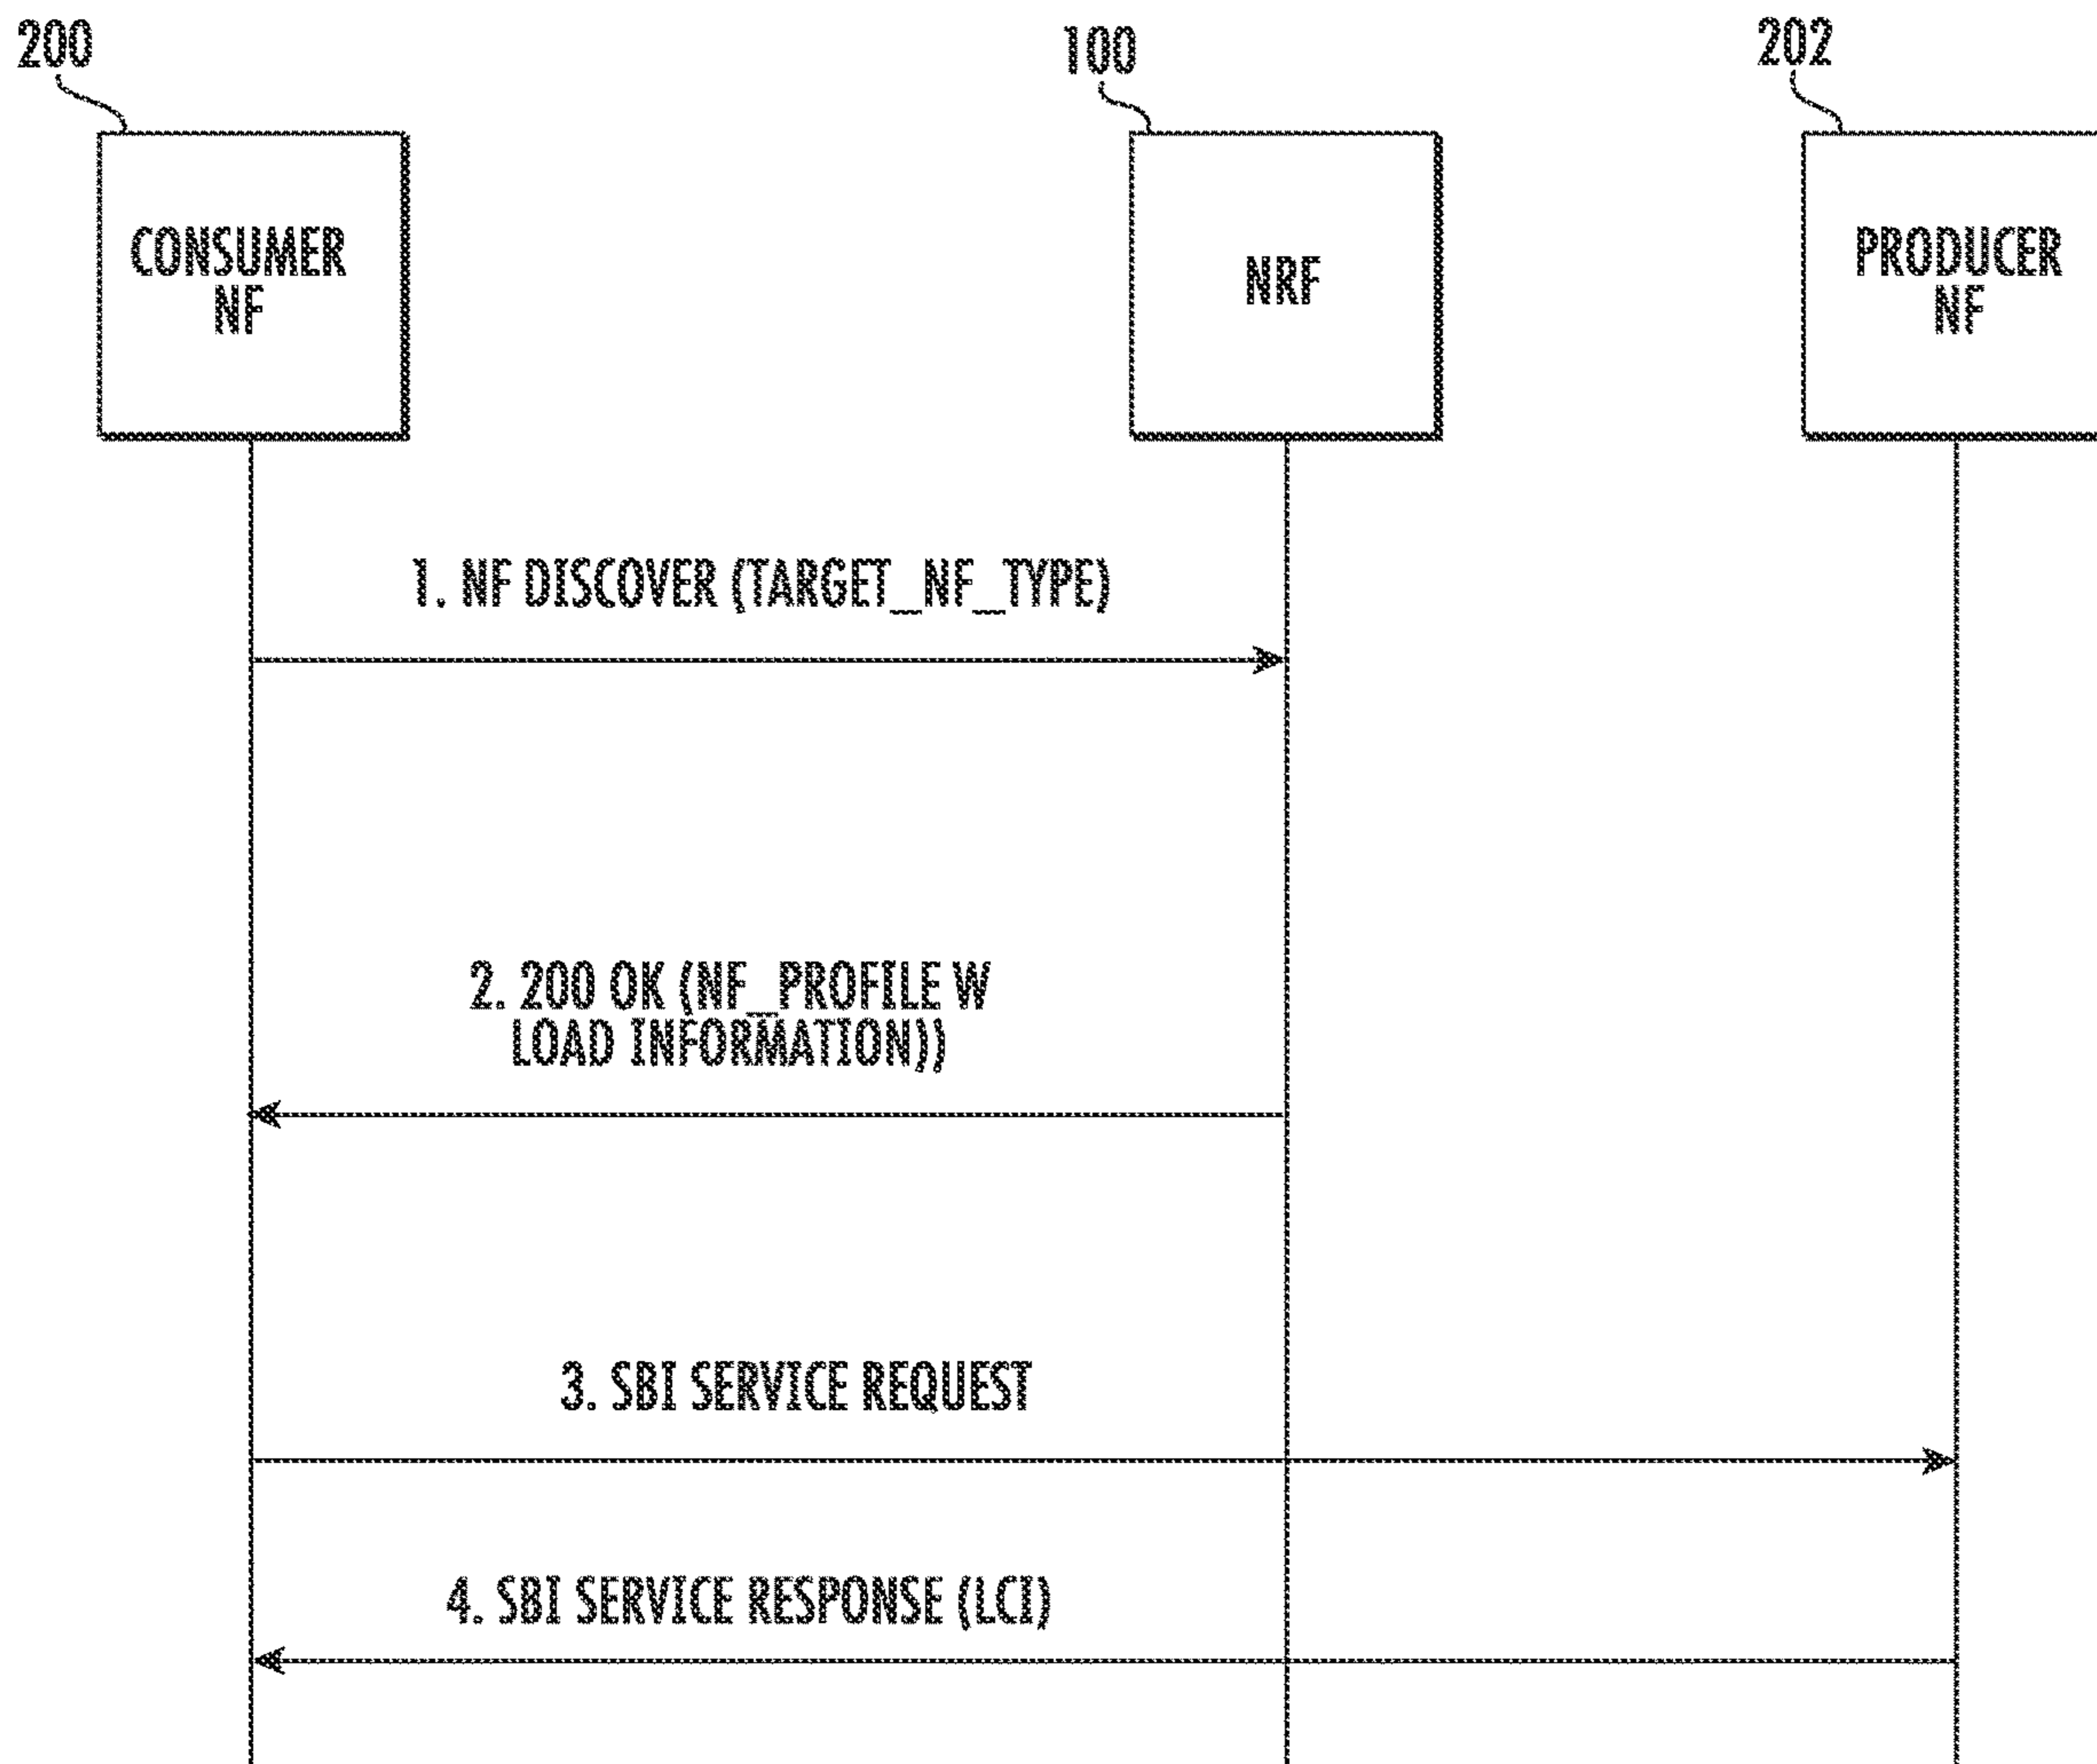 200
100
202
CONSUMER
NF
NRF
PRODUCER
NF
1. NF DISCOVER (TARGET_NF_TYPE)
2. 200 OK (NF_PROFILE W
LOAD INFORMATION))
3. SBI SERVICE REQUEST
4. SBI SERVICE RESPONSE (LCI)